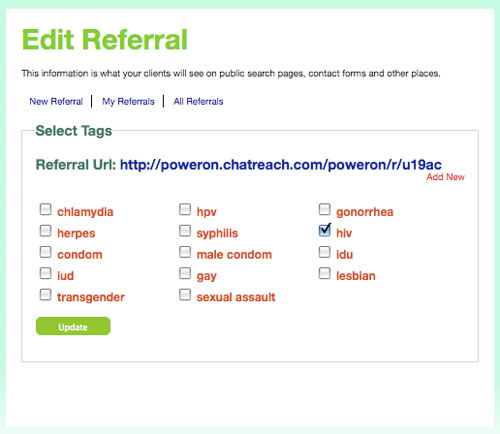 Edit Referral
This information is what your clients will see on public search pages, contact forms and other places.
New Referral My Referrals All Referrals
Select Tags
Referral Url: http://poweron.chatreach.com/poweron/r/u19ac
Add New
chlamydia hpv gonorrhea
herpes syphilis hiv
condom male condom idu
iud gay lesbian
transgender sexual assault
Update